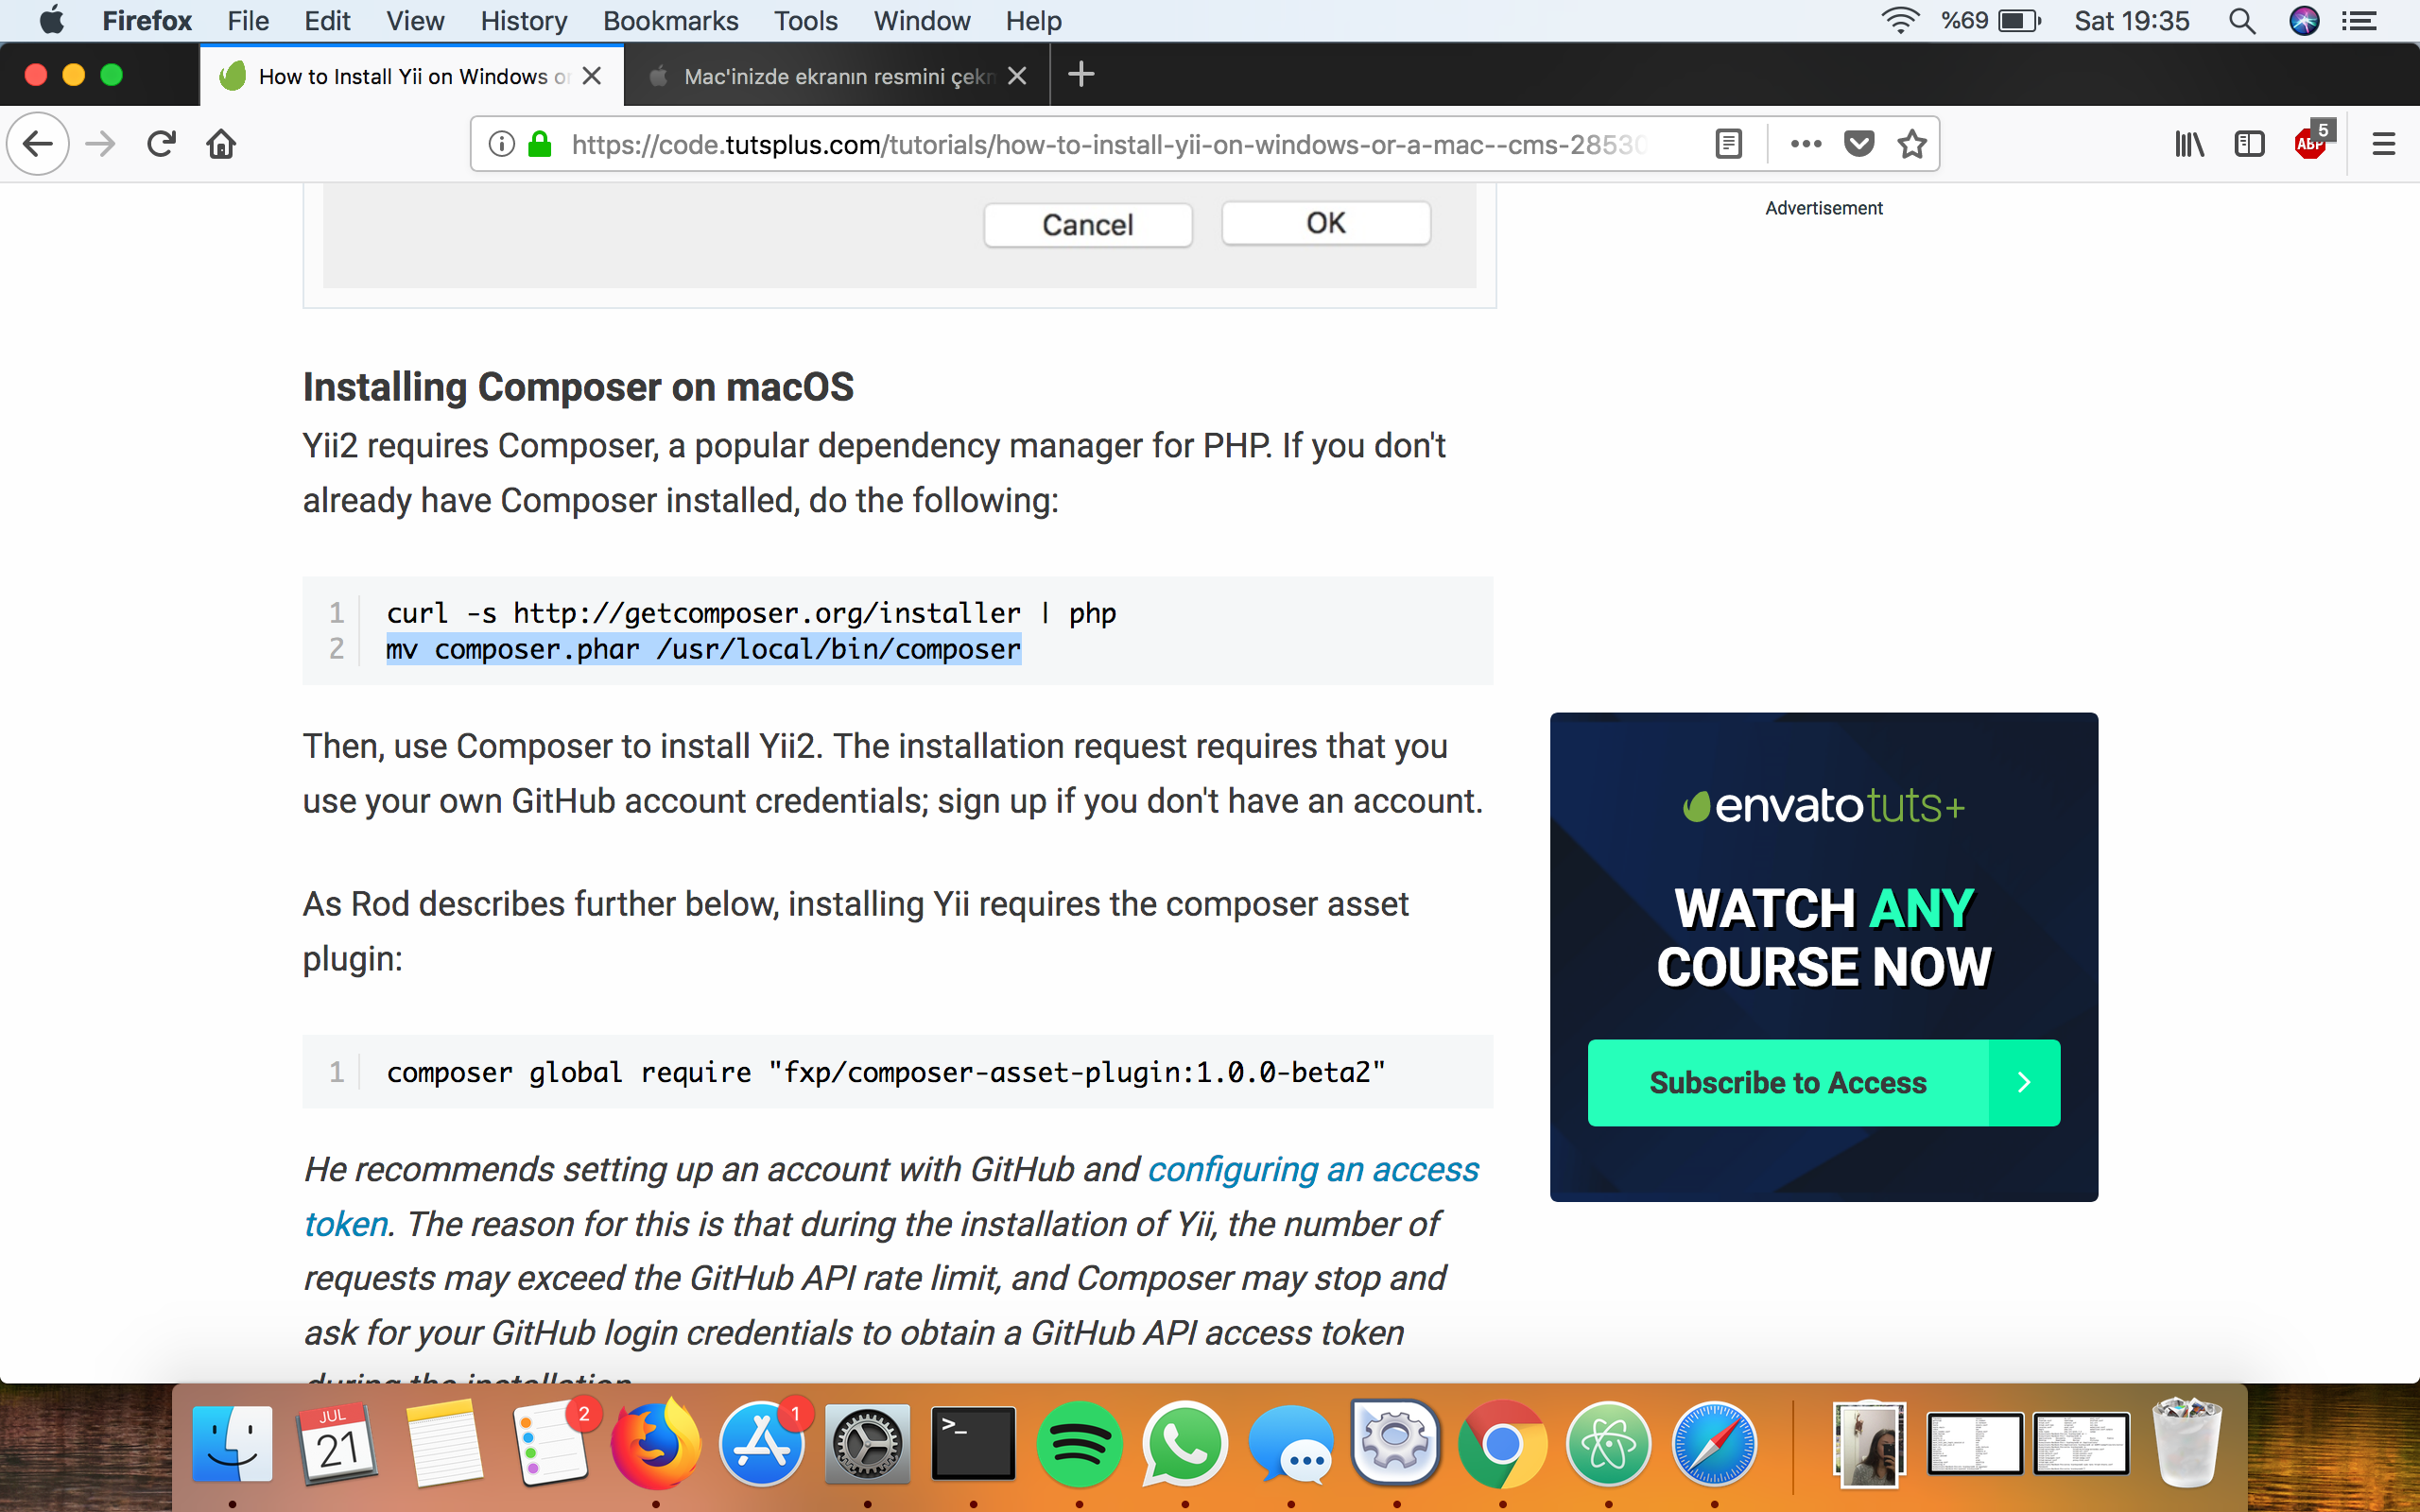 Firefox File Edit View History Bookmarks Tools Window Help %69 Sat 19:35
How to Install Yii on Windows or Mac'inizde ekranın resmini çekn
https://code.tutsplus.com/tutorials/how-to-install-yii-on-windows-or-a-mac--cms-28530
5
ABP
Advertisement
Cancel OK
Installing Composer on macOS
Yii2 requires Composer, a popular dependency manager for PHP. If you don't
already have Composer installed, do the following:
1 curl -s http://getcomposer.org/installer | php
2 mv composer.phar /usr/local/bin/composer
Then, use Composer to install Yii2. The installation request requires that you
use your own GitHub account credentials; sign up if you don't have an account.
As Rod describes further below, installing Yii requires the composer asset
plugin:
1 composer global require "fxp/composer-asset-plugin:1.0.0-beta2"
He recommends setting up an account with GitHub and configuring an access
token. The reason for this is that during the installation of Yii, the number of
requests may exceed the GitHub API rate limit, and Composer may stop and
ask for your GitHub login credentials to obtain a GitHub API access token
during the installation
envatotuts+
WATCH ANY
COURSE NOW
Subscribe to Access
JUL
21
2
1
>_